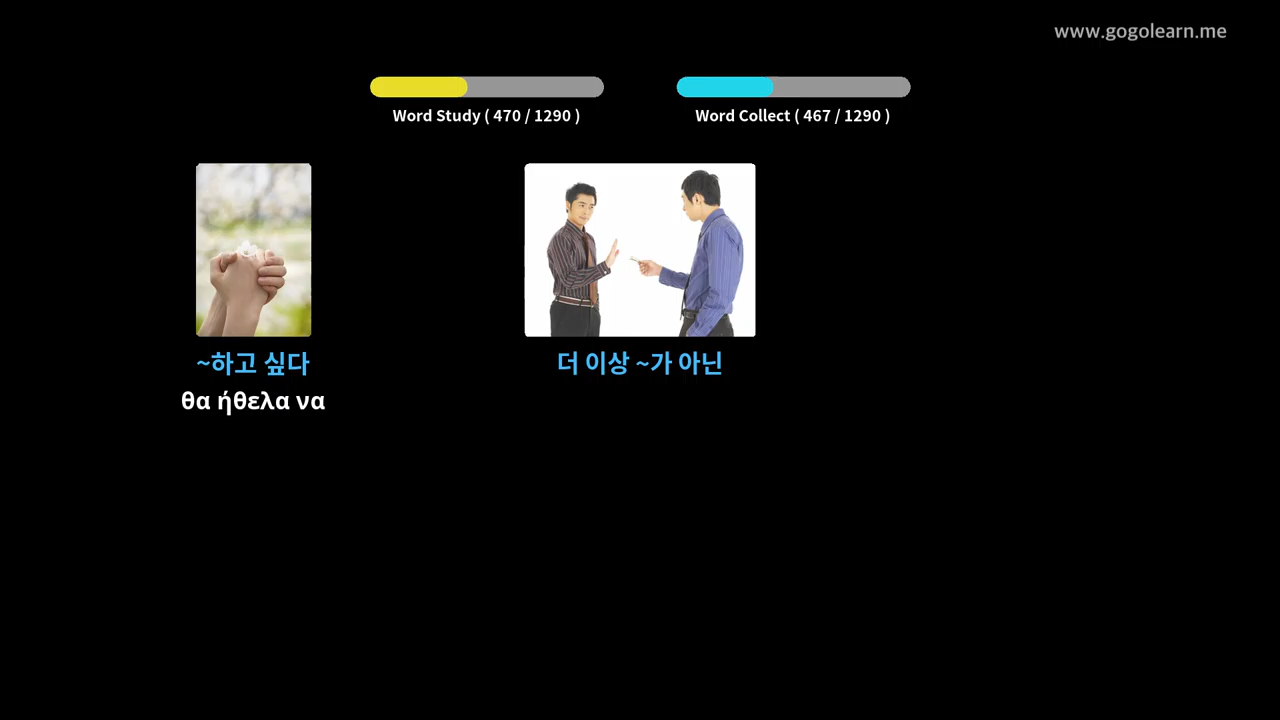 www.gogolearn.me
Word Study ( 470 / 1290 )
Word Collect ( 467 / 1290 )
~하고 싶다
θα ήθελα να
더 이상 ~가 아닌